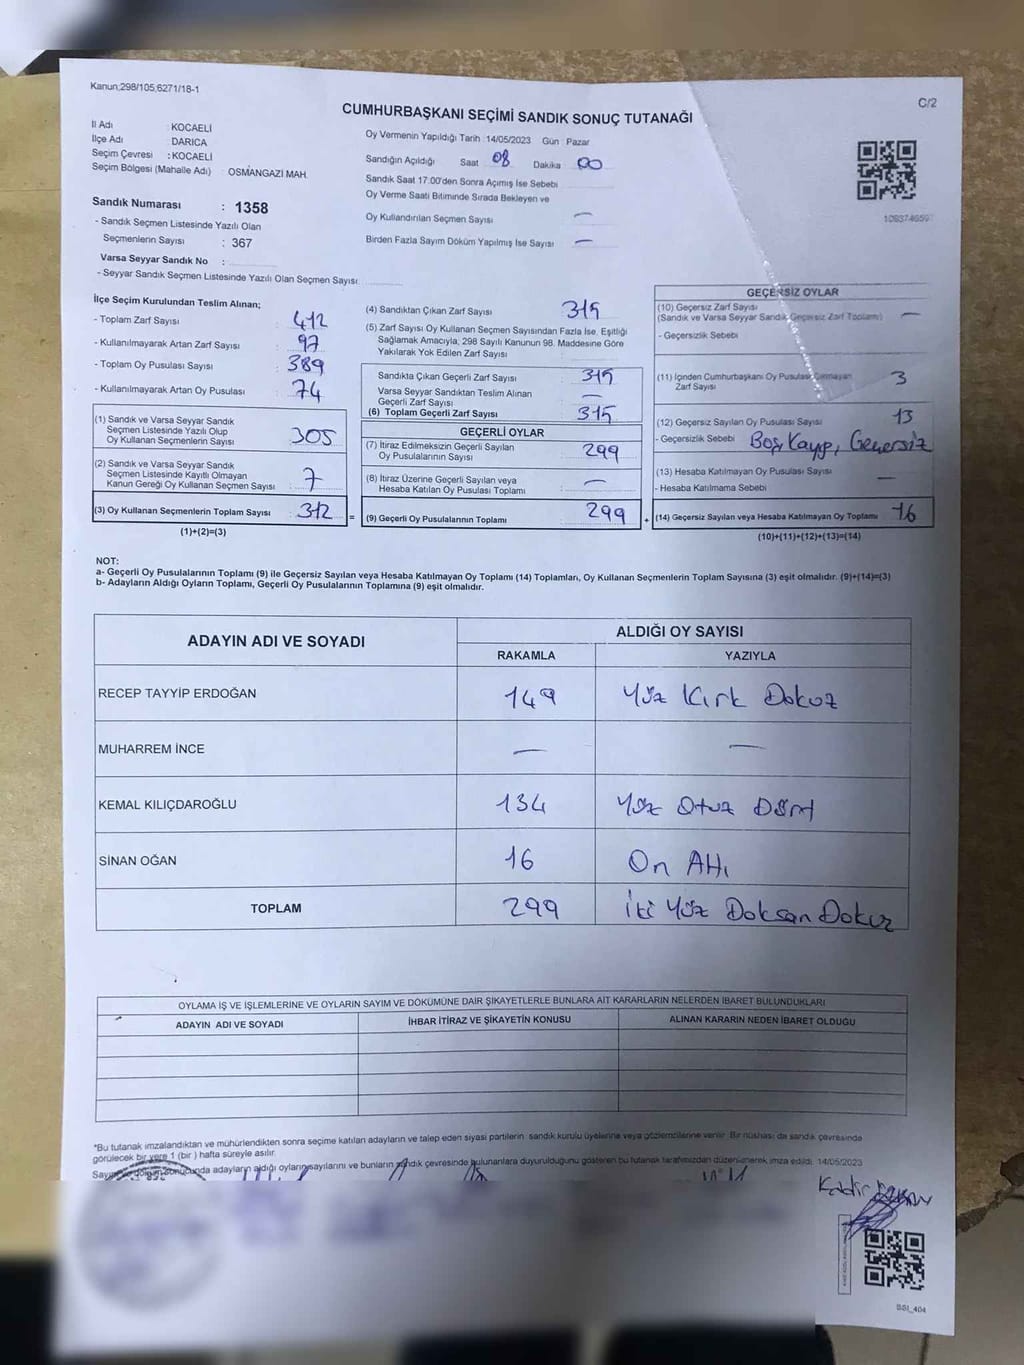 Kanun;298/105;6271/18-1
C/2
CUMHURBAŞKANI SEÇİMİ SANDIK SONUÇ TUTANAĞI
İl Adı : KOCAELİ
İlçe Adı : DARICA
Seçim Çevresi : KOCAELİ
Seçim Bölgesi (Mahalle Adı) : OSMANGAZİ MAH.
Sandık Numarası : 1358
- Sandık Seçmen Listesinde Yazılı Olan
Seçmenlerin Sayısı : 367
Varsa Seyyar Sandık No :
- Seyyar Sandık Seçmen Listesinde Yazılı Olan Seçmen Sayısı
Oy Vermenin Yapıldığı Tarih :14/05/2023 Gün : Pazar
Sandığın Açıldığı Saat 08 Dakika 00
Sandık Saat 17:00'den Sonra Açımış İse Sebebi
Oy Verme Saati Bitiminde Sırada Bekleyen ve
Oy Kullandırılan Seçmen Sayısı —
Birden Fazla Sayım Döküm Yapılmış İse Sayısı —
İlçe Seçim Kurulundan Teslim Alınan;
- Toplam Zarf Sayısı : 412
- Kullanılmayarak Artan Zarf Sayısı : 97
- Toplam Oy Pusulası Sayısı : 389
- Kullanılmayarak Artan Oy Pusulası : 74
(1) Sandık ve Varsa Seyyar Sandık
Seçmen Listesinde Yazılı Olup
Oy Kullanan Seçmenlerin Sayısı 305
(2) Sandık ve Varsa Seyyar Sandık
Seçmen Listesinde Kayıtlı Olmayan
Kanun Gereği Oy Kullanan Seçmen Sayısı 7
(3) Oy Kullanan Seçmenlerin Toplam Sayısı 312 =
(1)+(2)=(3)
(4) Sandıktan Çıkan Zarf Sayısı 315
(5) Zarf Sayısı Oy Kullanan Seçmen Sayısından Fazla İse, Eşitliği
Sağlamak Amacıyla, 298 Sayılı Kanunun 98. Maddesine Göre
Yakılarak Yok Edilen Zarf Sayısı :
Sandıkta Çıkan Geçerli Zarf Sayısı : 315
Varsa Seyyar Sandıktan Teslim Alınan
Geçerli Zarf Sayısı —
(6) Toplam Geçerli Zarf Sayısı : 315
GEÇERLİ OYLAR
(7) İtiraz Edilmeksizin Geçerli Sayılan
Oy Pusulalarının Sayısı 299
(8) İtiraz Üzerine Geçerli Sayılan veya
Hesaba Katılan Oy Pusulası Toplamı —
(9) Geçerli Oy Pusulalarının Toplamı : 299 +
GEÇERSİZ OYLAR
(10) Geçersiz Zarf Sayısı
(Sandık ve Varsa Seyyar Sandık Geçersiz Zarf Toplamı) —
- Geçersizlik Sebebi
(11) İçinden Cumhurbaşkanı Oy Pusulası Çıkmayan
Zarf Sayısı 3
(12) Geçersiz Sayılan Oy Pusulası Sayısı 13
- Geçersizlik Sebebi Boş, Kayıp, Geçersiz
(13) Hesaba Katılmayan Oy Pusulası Sayısı —
- Hesaba Katılmama Sebebi
(14) Geçersiz Sayılan veya Hesaba Katılmayan Oy Toplamı 16
(10)+(11)+(12)+(13)=(14)
NOT:
a- Geçerli Oy Pusulalarının Toplamı (9) ile Geçersiz Sayılan veya Hesaba Katılmayan Oy Toplamı (14) Toplamları, Oy Kullanan Seçmenlerin Toplam Sayısına (3) eşit olmalıdır. (9)+(14)=(3)
b- Adayların Aldığı Oyların Toplamı, Geçerli Oy Pusulalarının Toplamına (9) eşit olmalıdır.
ADAYIN ADI VE SOYADI ALDIĞI OY SAYISI
RAKAMLA YAZIYLA
RECEP TAYYİP ERDOĞAN 149 Yüz Kırk Dokuz
MUHARREM İNCE — —
KEMAL KILIÇDAROĞLU 134 Yüz Otuz Dört
SİNAN OĞAN 16 On Altı
TOPLAM 299 İki Yüz Doksan Dokuz
OYLAMA İŞ VE İŞLEMLERİNE VE OYLARIN SAYIM VE DÖKÜMÜNE DAİR ŞİKAYETLERLE BUNLARA AİT KARARLARIN NELERDEN İBARET BULUNDUKLARI
ADAYIN ADI VE SOYADI İHBAR İTİRAZ VE ŞİKAYETİN KONUSU ALINAN KARARIN NEDEN İBARET OLDUĞU
*Bu tutanak imzalandıktan ve mühürlendikten sonra seçime katılan adayların ve talep eden siyasi partilerin sandık kurulu üyelerine veya gözlemcilerine verilir. Bir nüshası da sandık çevresinde
görülecek bir yere 1 (bir ) hafta süreyle asılır.
adayların aldığı oyların sayılarını ve bunların sandık çevresinde bulunanlara duyurulduğunu gösteren bu tutanak tarafımızdan düzenlenerek imza edildi. 14/05/2023
Kadir
BSI_404